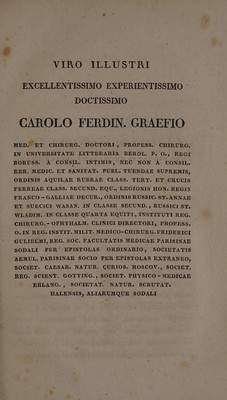 VIRO ILLUSTRI
EXCELLENTISSIMO EXPERIENTISSIMO
DOCTISSIMO
CAROLO FERDIN. GRAEFIO
MED. ET CHIRURG. DOCTORI, PROFESS. CHIRURG.
IN UNIVERSITATE LITTERARIA BEROL. P. O., REGI
BORUSS. A CONSIL. INTIMIS, NEC NON A CONSIL.
RER. MEDIC. ET SANITAT. PUBL. TUENDAE SUPREMIS,
ORDINIS AQUILAE RUBRAE CLASS. TERT. ET CRUCIS
FERREAE CLASS. SECUND. EQU., LEGIONIS HON. REGIS
FRANCO-GALLIAE DECUR., ORDINIS RUSSIC. ST. ANNAE
ET SUECICI WASAN. IN CLASSE SECUND., RUSSICI ST.
WLADIM. IN CLASSE QUARTA EQUITI, INSTITUTI REG.
CHIRURG.-OPHTHALM. CLINICI DIRECTORI, PROFESS.
O. IN REG. INSTIT. MILIT. MEDICO-CHIRURG. FRIDERICI
GULIELMI, REG. SOC. FACULTATIS MEDICAE PARISINAE
SODALI PER EPISTOLAS ORDINARIO, SOCIETATIS
AEMUL. PARISINAE SOCIO PER EPISTOLAS EXTRANEO,
SOCIET. CAESAR. NATUR. CURIOS. MOSCOV., SOCIET.
REG. SCIENT. GOTTING., SOCIET. PHYSICO-MEDICAE
ERLANG., SOCIETAT. NATUR. SCRUTAT.
HALENSIS, ALIARUMQUE SODALI